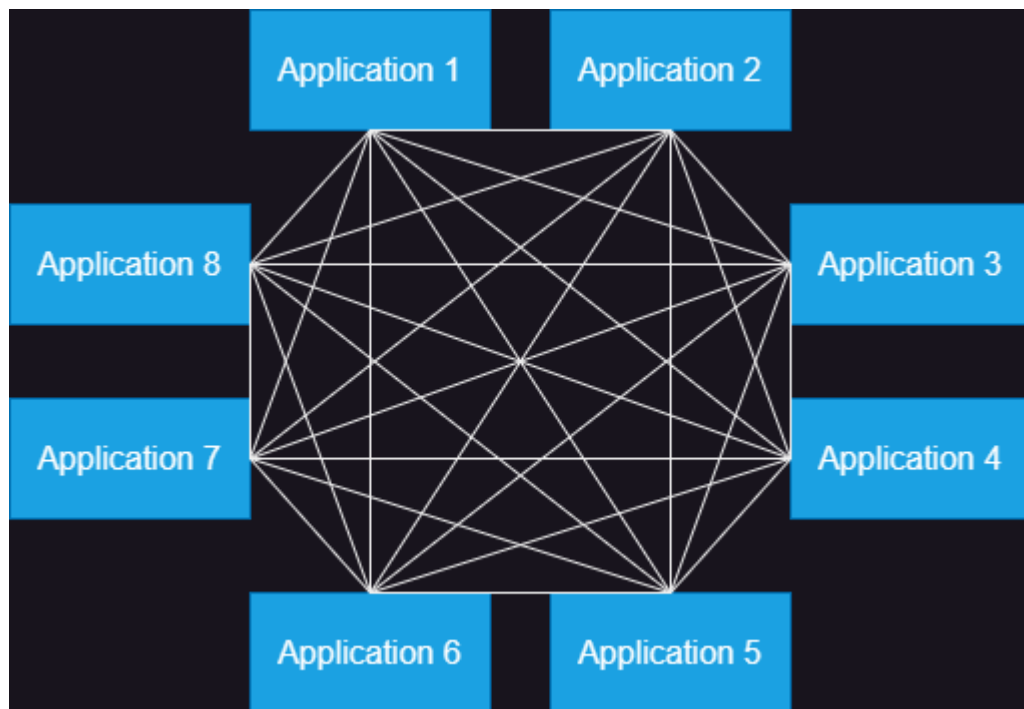 Application 1
Application 2
Application 8
Application 3
Application 7
Application 4
Application 6
Application 5